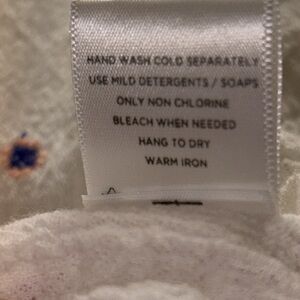 HAND WASH COLD SEPARATELY
USE MILD DETERGENTS / SOAPS
ONLY NON CHLORINE
BLEACH WHEN NEEDED
HANG TO DRY
WARM IRON